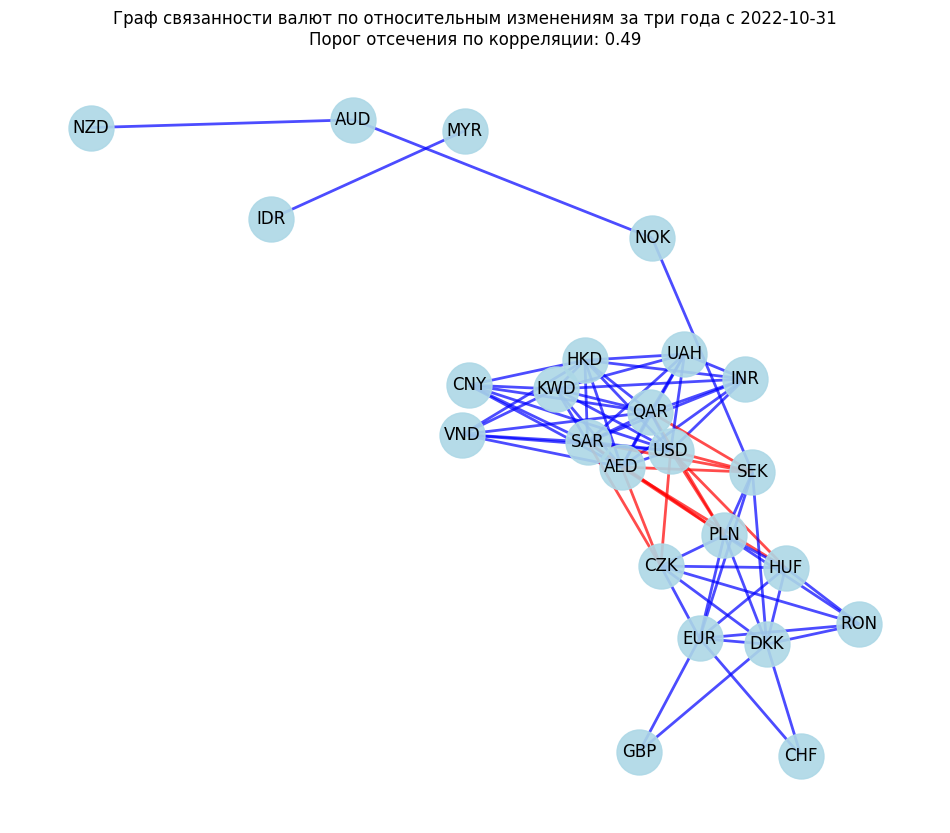 Граф связанности валют по относительным изменениям за три года с 2022-10-31
Порог отсечения по корреляции: 0.49
NZD
AUD
MYR
IDR
NOK
HKD
UAH
CNY
KWD
INR
QAR
VND
SAR
USD
AED
SEK
PLN
CZK
HUF
RON
EUR
DKK
GBP
CHF